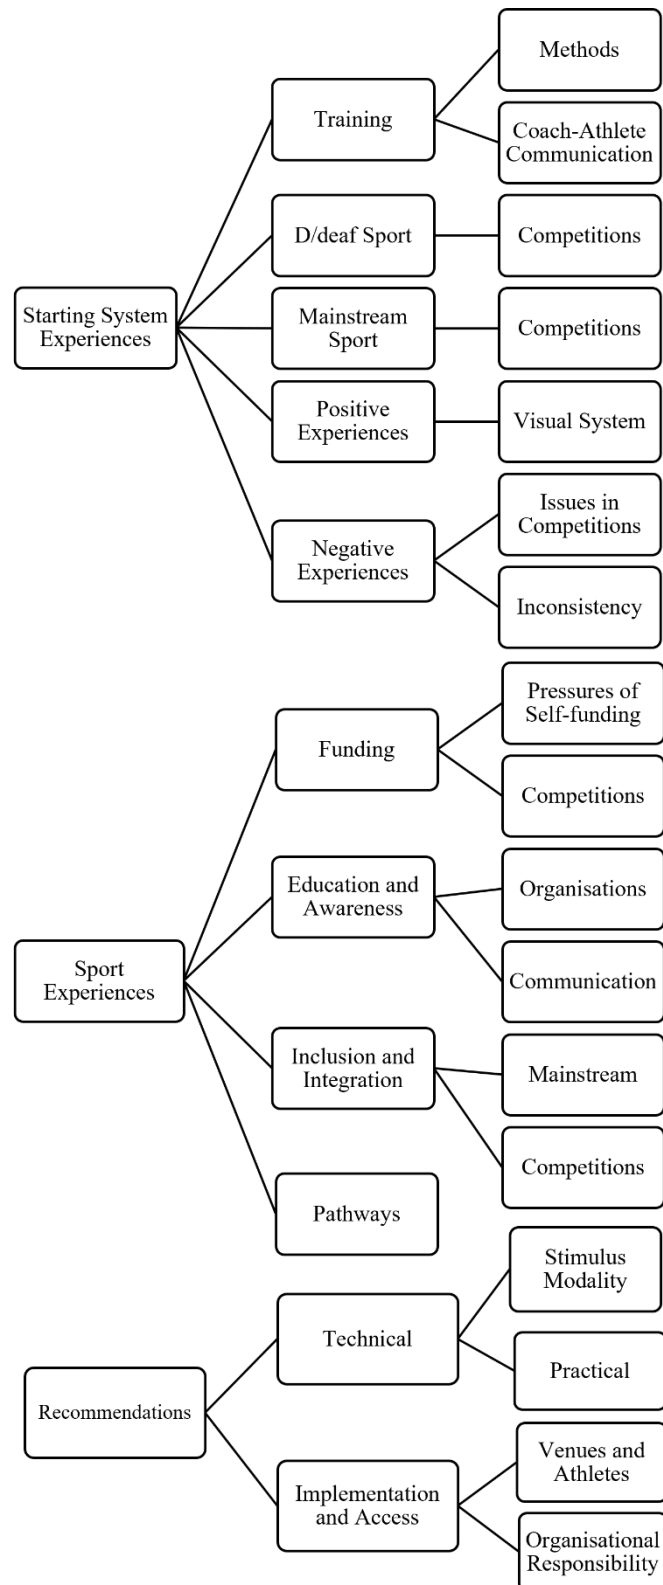 Starting System
Experiences
Training
Methods
Coach-Athlete
Communication
D/deaf Sport
Competitions
Mainstream
Sport
Competitions
Positive
Experiences
Visual System
Negative
Experiences
Issues in
Competitions
Inconsistency
Sport
Experiences
Funding
Pressures of
Self-funding
Competitions
Education and
Awareness
Organisations
Communication
Inclusion and
Integration
Mainstream
Competitions
Pathways
Recommendations
Technical
Stimulus
Modality
Practical
Implementation
and Access
Venues and
Athletes
Organisational
Responsibility